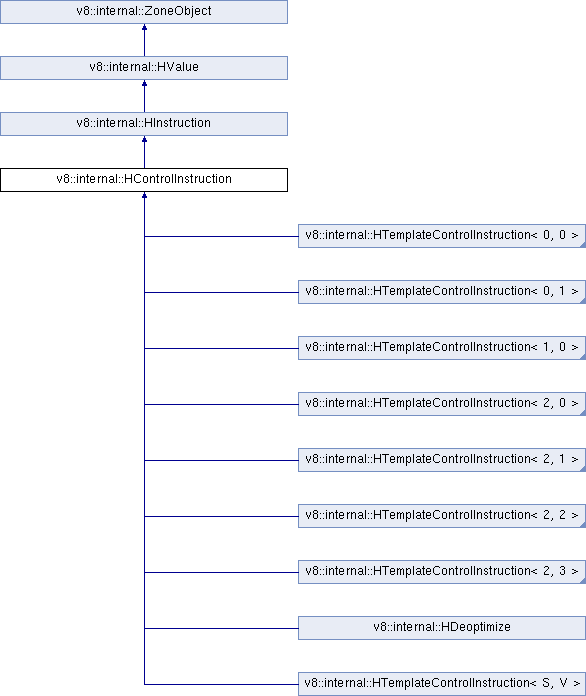 v8::internal::ZoneObject
v8::internal::HValue
v8::internal::HInstruction
v8::internal::HControlInstruction
v8::internal::HTemplateControlInstruction< 0, 0 >
v8::internal::HTemplateControlInstruction< 0, 1 >
v8::internal::HTemplateControlInstruction< 1, 0 >
v8::internal::HTemplateControlInstruction< 2, 0 >
v8::internal::HTemplateControlInstruction< 2, 1 >
v8::internal::HTemplateControlInstruction< 2, 2 >
v8::internal::HTemplateControlInstruction< 2, 3 >
v8::internal::HDeoptimize
v8::internal::HTemplateControlInstruction< S, V >